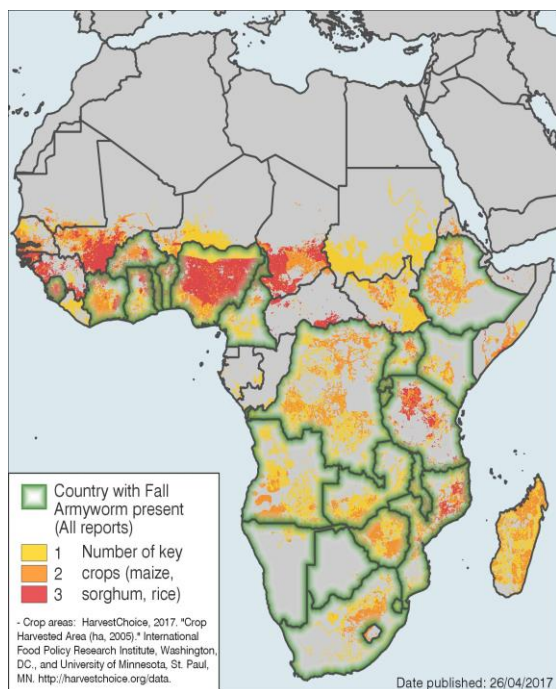 Country with Fall
Armyworm present
(All reports)
1 Number of key
2 crops (maize,
3 sorghum, rice)
- Crop areas: HarvestChoice, 2017. "Crop
Harvested Area (ha, 2005)." International
Food Policy Research Institute, Washington,
DC., and University of Minnesota, St. Paul,
MN. http://harvestchoice.org/data.
Date published: 26/04/2017